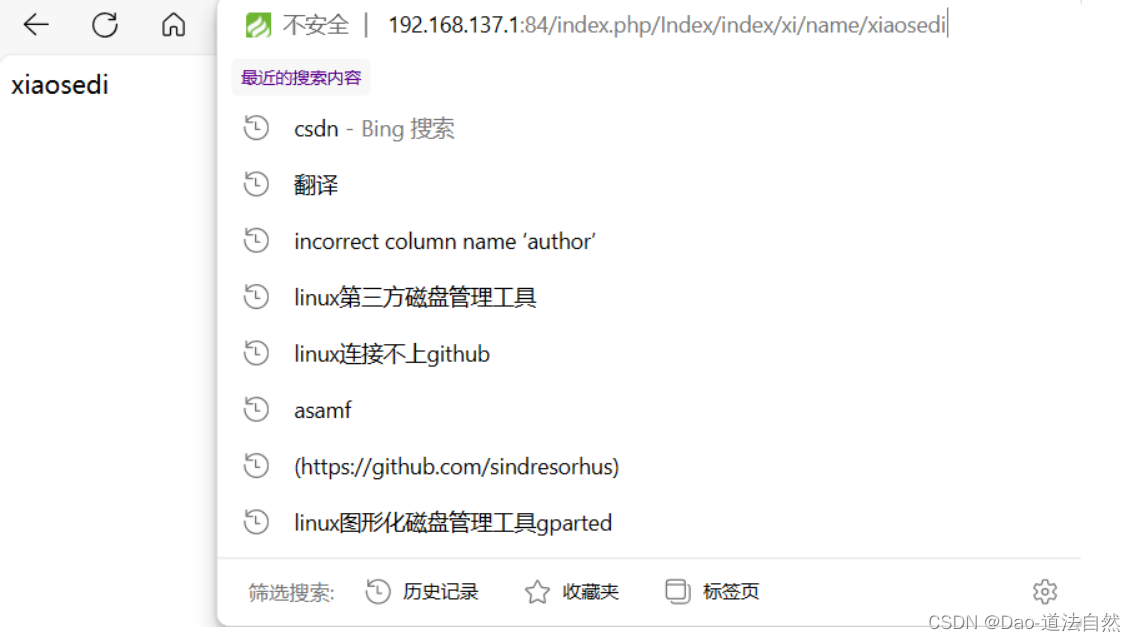 不安全 | 192.168.137.1:84/index.php/Index/index/xi/name/xiaosedi
xiaosedi
最近的搜索内容
csdn - Bing 搜索
翻译
incorrect column name ‘author’
linux第三方磁盘管理工具
linux连接不上github
asamf
(https://github.com/sindresorhus)
linux图形化磁盘管理工具gparted
筛选搜索: 历史记录 收藏夹 标签页
CSDN @Dao-道法自然